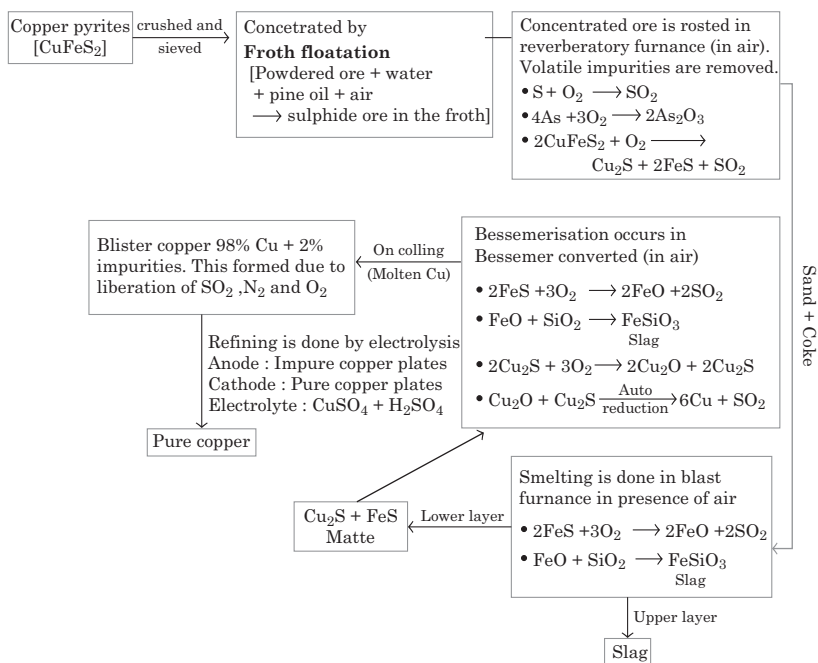 Copper pyrites
[CuFeS₂]
crushed and
sieved
Concetrated by
Froth floatation
[Powdered ore + water
+ pine oil + air
⟶ sulphide ore in the froth]
Concentrated ore is rosted in
reverberatory furnance (in air).
Volatile impurities are removed.
• S + O₂ ⟶ SO₂
• 4As +3O₂ ⟶ 2As₂O₃
• 2CuFeS₂ + O₂ ⟶
Cu₂S + 2FeS + SO₂
Sand + Coke
Smelting is done in blast
furnance in presence of air
• 2FeS +3O₂ ⟶ 2FeO +2SO₂
• FeO + SiO₂ ⟶ FeSiO₃
Slag
Upper layer
Slag
Lower layer
Cu₂S + FeS
Matte
Bessemerisation occurs in
Bessemer converted (in air)
• 2FeS +3O₂ ⟶ 2FeO +2SO₂
• FeO + SiO₂ ⟶ FeSiO₃
Slag
• 2Cu₂S + 3O₂ ⟶ 2Cu₂O + 2Cu₂S
• Cu₂O + Cu₂S Auto reduction ⟶ 6Cu + SO₂
On colling
(Molten Cu)
Blister copper 98% Cu + 2%
impurities. This formed due to
liberation of SO₂ ,N₂ and O₂
Refining is done by electrolysis
Anode : Impure copper plates
Cathode : Pure copper plates
Electrolyte : CuSO₄ + H₂SO₄
Pure copper